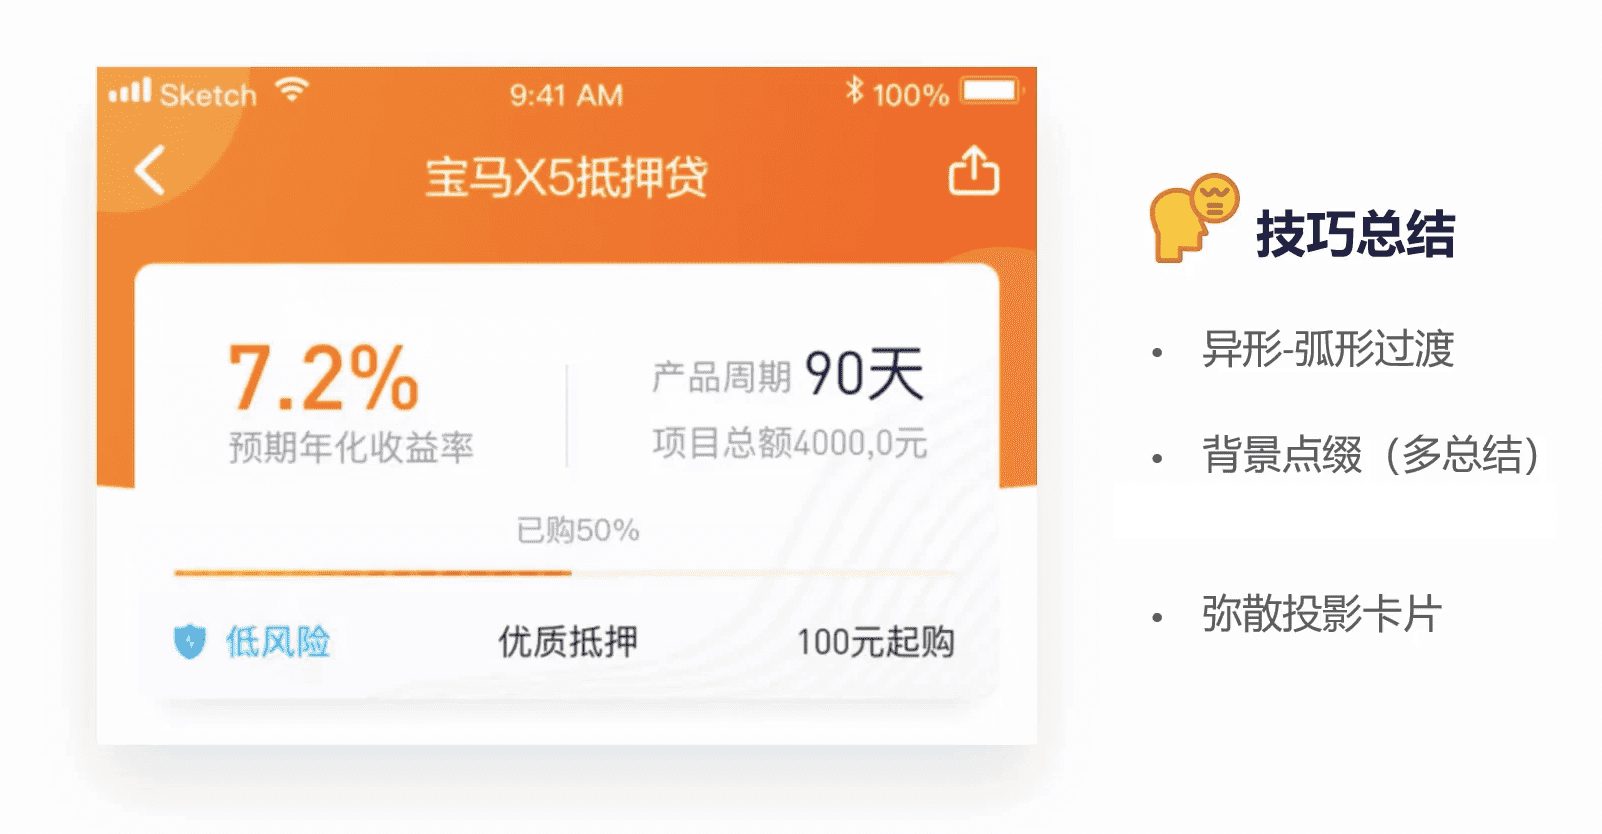 Sketch 9:41 AM 100%
宝马X5抵押贷
7.2%
预期年化收益率
产品周期 90天
项目总额4000,0元
已购50%
低风险 优质抵押 100元起购
技巧总结
• 异形-弧形过渡
• 背景点缀（多总结）
• 弥散投影卡片